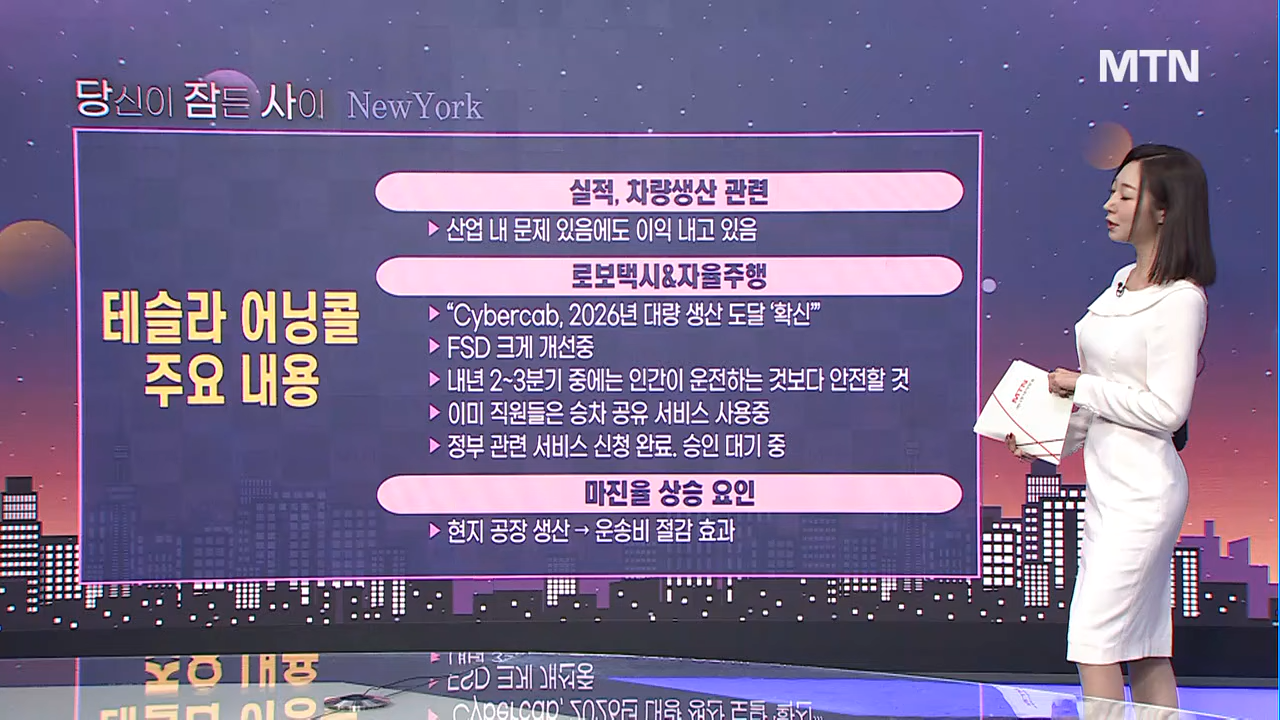 MTN
당신이 잠든 사이 NewYork
테슬라 어닝콜
주요 내용
실적, 차량생산 관련
▶ 산업 내 문제 있음에도 이익 내고 있음
로보택시&자율주행
▶ “Cybercab, 2026년 대량 생산 도달 ‘확신’”
▶ FSD 크게 개선중
▶ 내년 2~3분기 중에는 인간이 운전하는 것보다 안전할 것
▶ 이미 직원들은 승차 공유 서비스 사용중
▶ 정부 관련 서비스 신청 완료. 승인 대기 중
마진율 상승 요인
▶ 현지 공장 생산→운송비 절감 효과
MTN